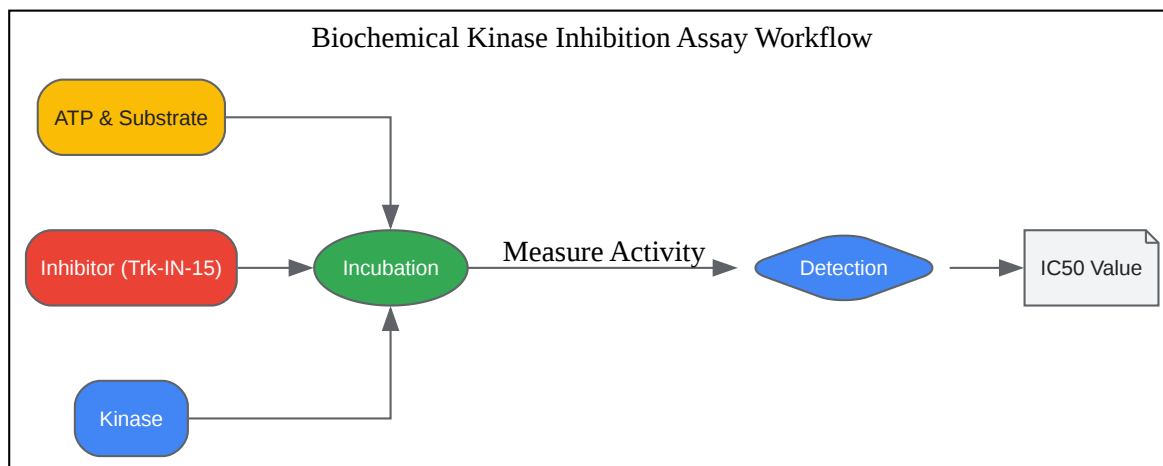 Biochemical Kinase Inhibition Assay Workflow
ATP & Substrate
Inhibitor (Trk-IN-15)
Kinase
Incubation
Measure Activity
Detection
IC50 Value